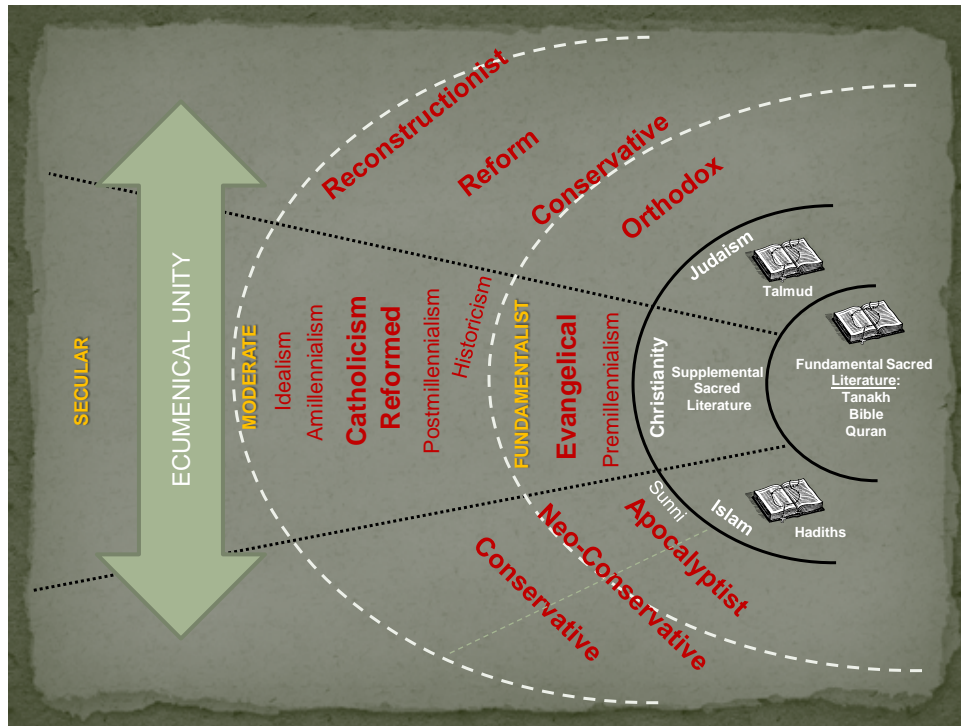 SECULAR
ECUMENICAL UNITY
MODERATE
Idealism
Amillennialism
Catholicism
Reformed
Postmillennialism
Historicism
FUNDAMENTALIST
Evangelical
Premillennialism
Reconstructionist
Reform
Conservative
Orthodox
Judaism
Talmud
Christianity
Supplemental
Sacred
Literature
Fundamental Sacred
Literature:
Tanakh
Bible
Quran
Sunni
Islam
Hadiths
Apocalyptist
Neo-Conservative
Conservative